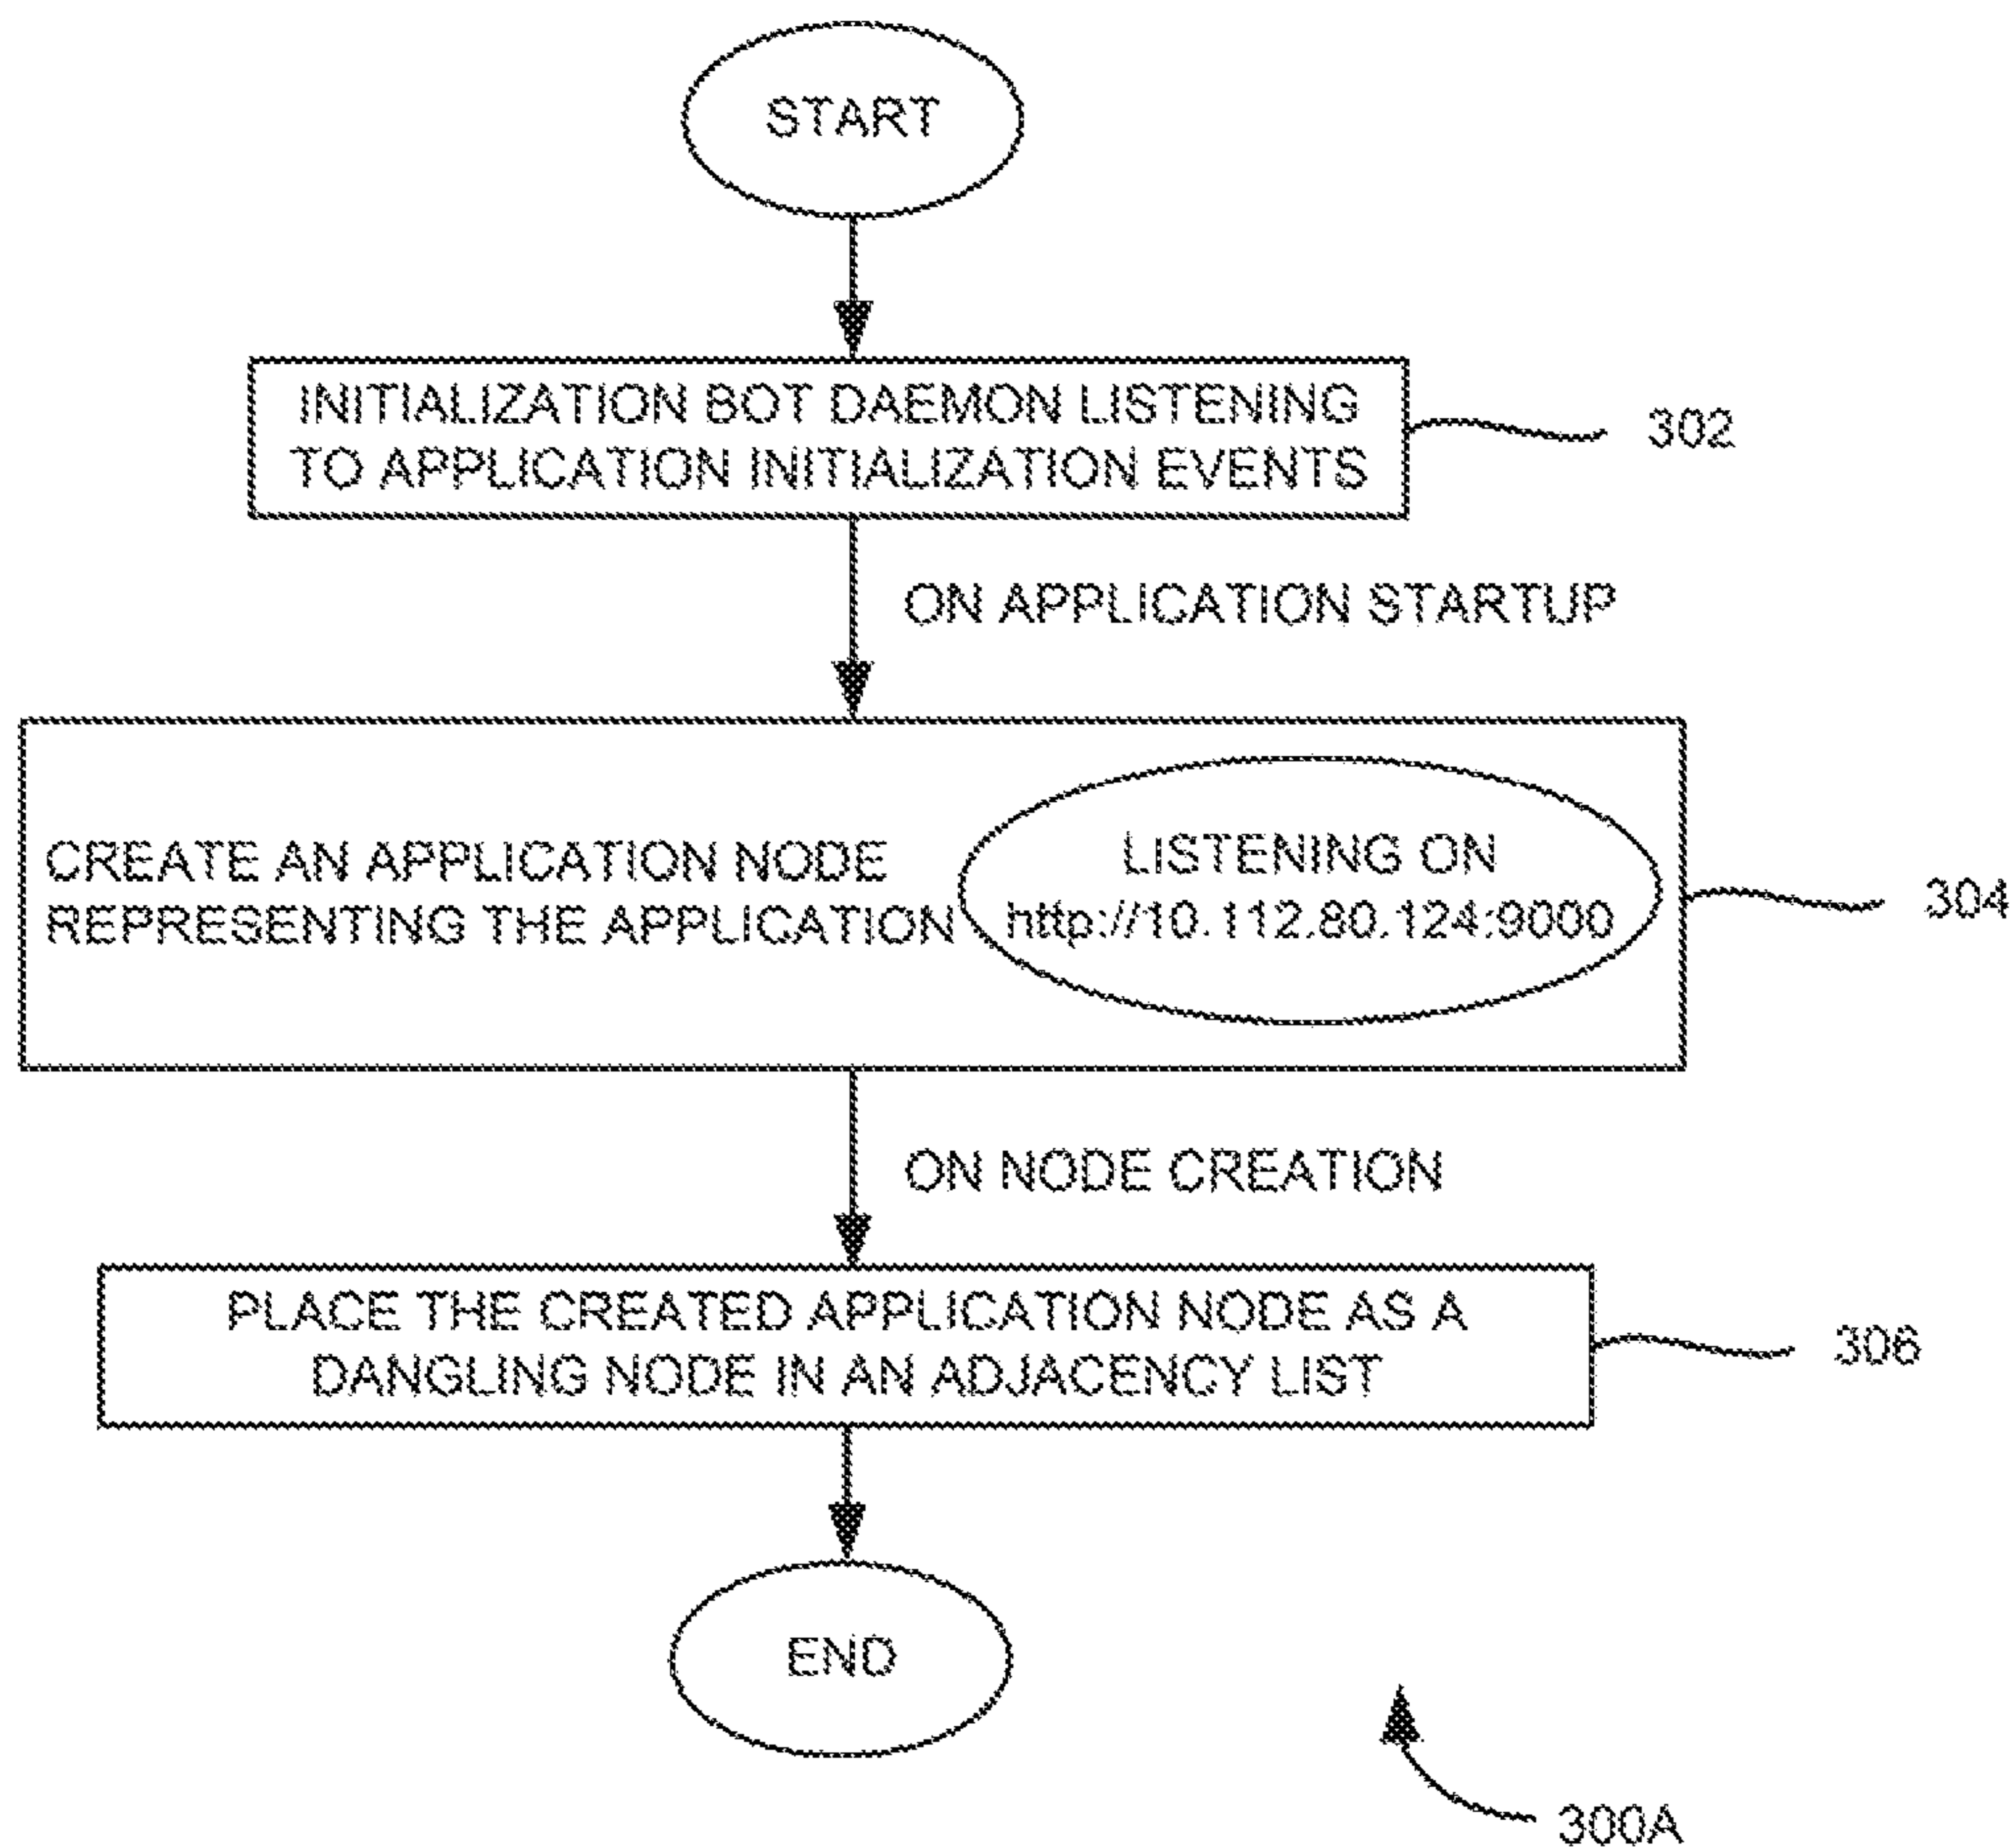 START
INITIALIZATION BOT DAEMON LISTENING
TO APPLICATION INITIALIZATION EVENTS
302
ON APPLICATION STARTUP
CREATE AN APPLICATION NODE
REPRESENTING THE APPLICATION
LISTENING ON
http://10.112.80.124:9000
304
ON NODE CREATION
PLACE THE CREATED APPLICATION NODE AS A
DANGLING NODE IN AN ADJACENCY LIST
306
END
300A